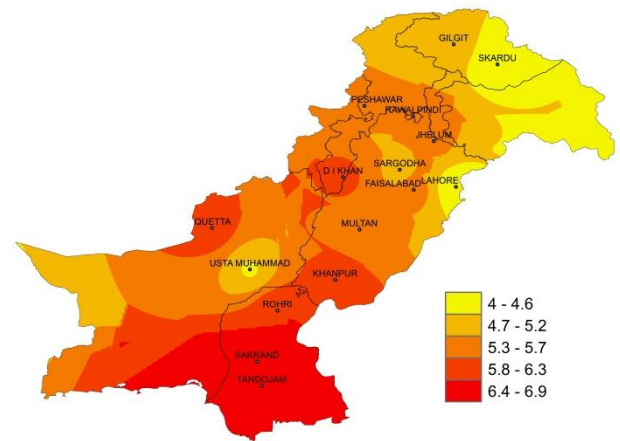 GILGIT
SKARDU
PESHAWAR
RAWALPINDI
JHELUM
SARGODHA
D I KHAN
FAISALABAD
LAHORE
QUETTA
MULTAN
USTA MUHAMMAD
KHANPUR
ROHRI
SAKRAND
TANDOJAM
4 - 4.6
4.7 - 5.2
5.3 - 5.7
5.8 - 6.3
6.4 - 6.9